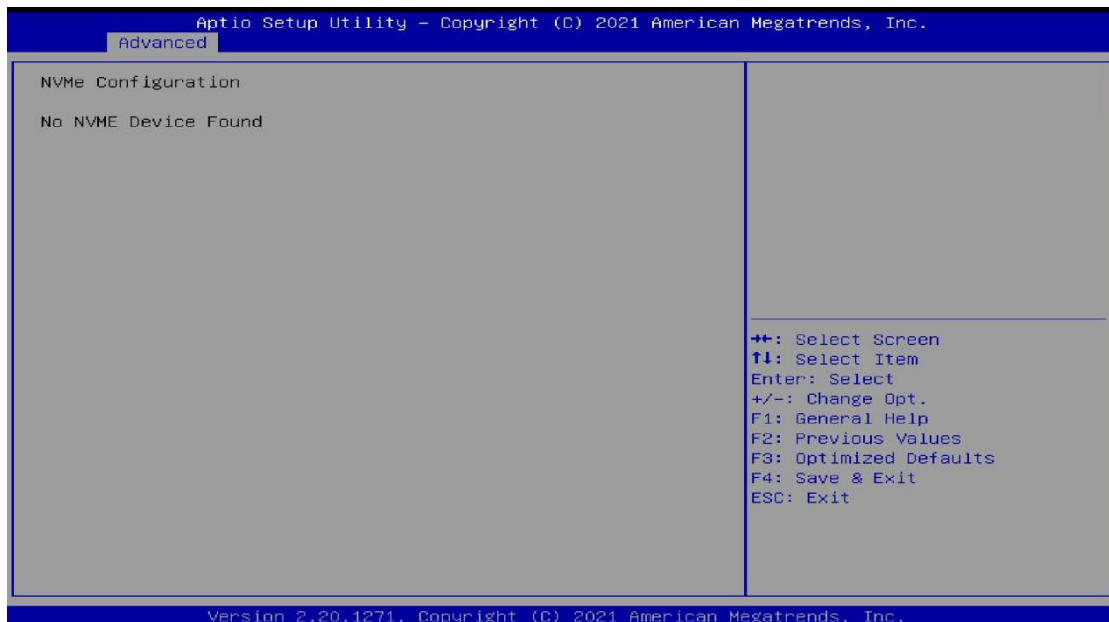 Aptio Setup Utility – Copyright (C) 2021 American Megatrends, Inc.
Advanced
NVMe Configuration
No NVME Device Found
→←: Select Screen
↑↓: Select Item
Enter: Select
+/-: Change Opt.
F1: General Help
F2: Previous Values
F3: Optimized Defaults
F4: Save & Exit
ESC: Exit
Version 2.20.1271. Copyright (C) 2021 American Megatrends, Inc.